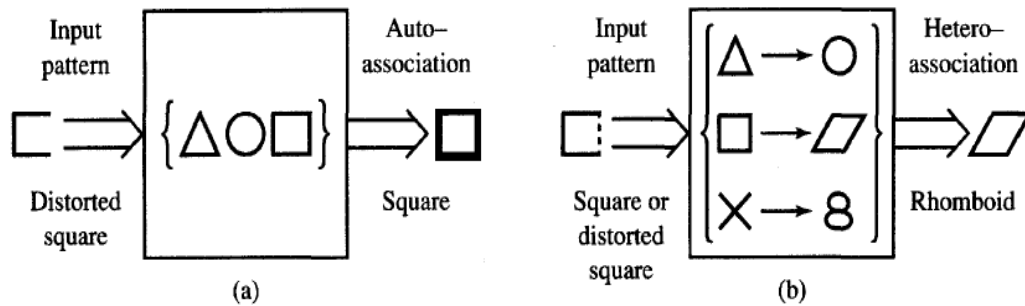 Input
pattern
Auto–
association
Distorted
square
Square
(a)
Input
pattern
Hetero–
association
Square or
distorted
square
Rhomboid
(b)